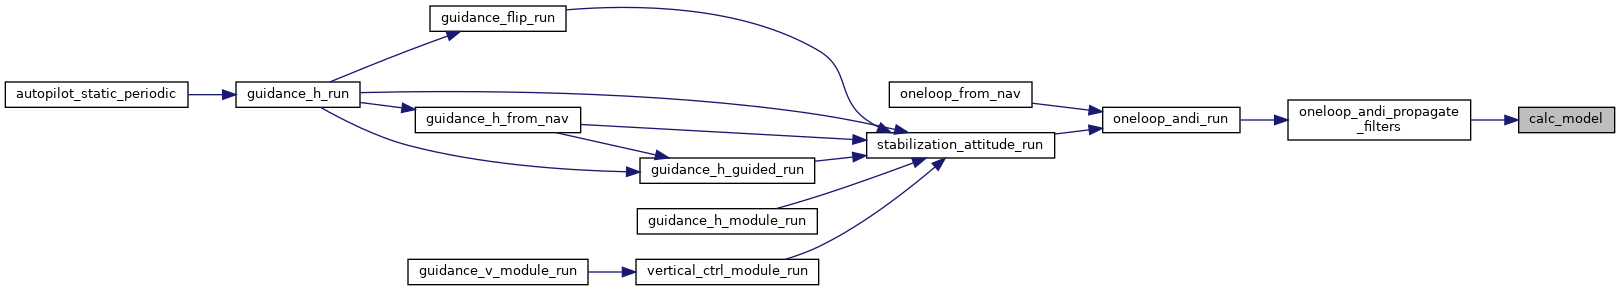 guidance_flip_run
autopilot_static_periodic
guidance_h_run
oneloop_from_nav
guidance_h_from_nav
oneloop_andi_run
oneloop_andi_propagate
_filters
calc_model
stabilization_attitude_run
guidance_h_guided_run
guidance_h_module_run
guidance_v_module_run
vertical_ctrl_module_run